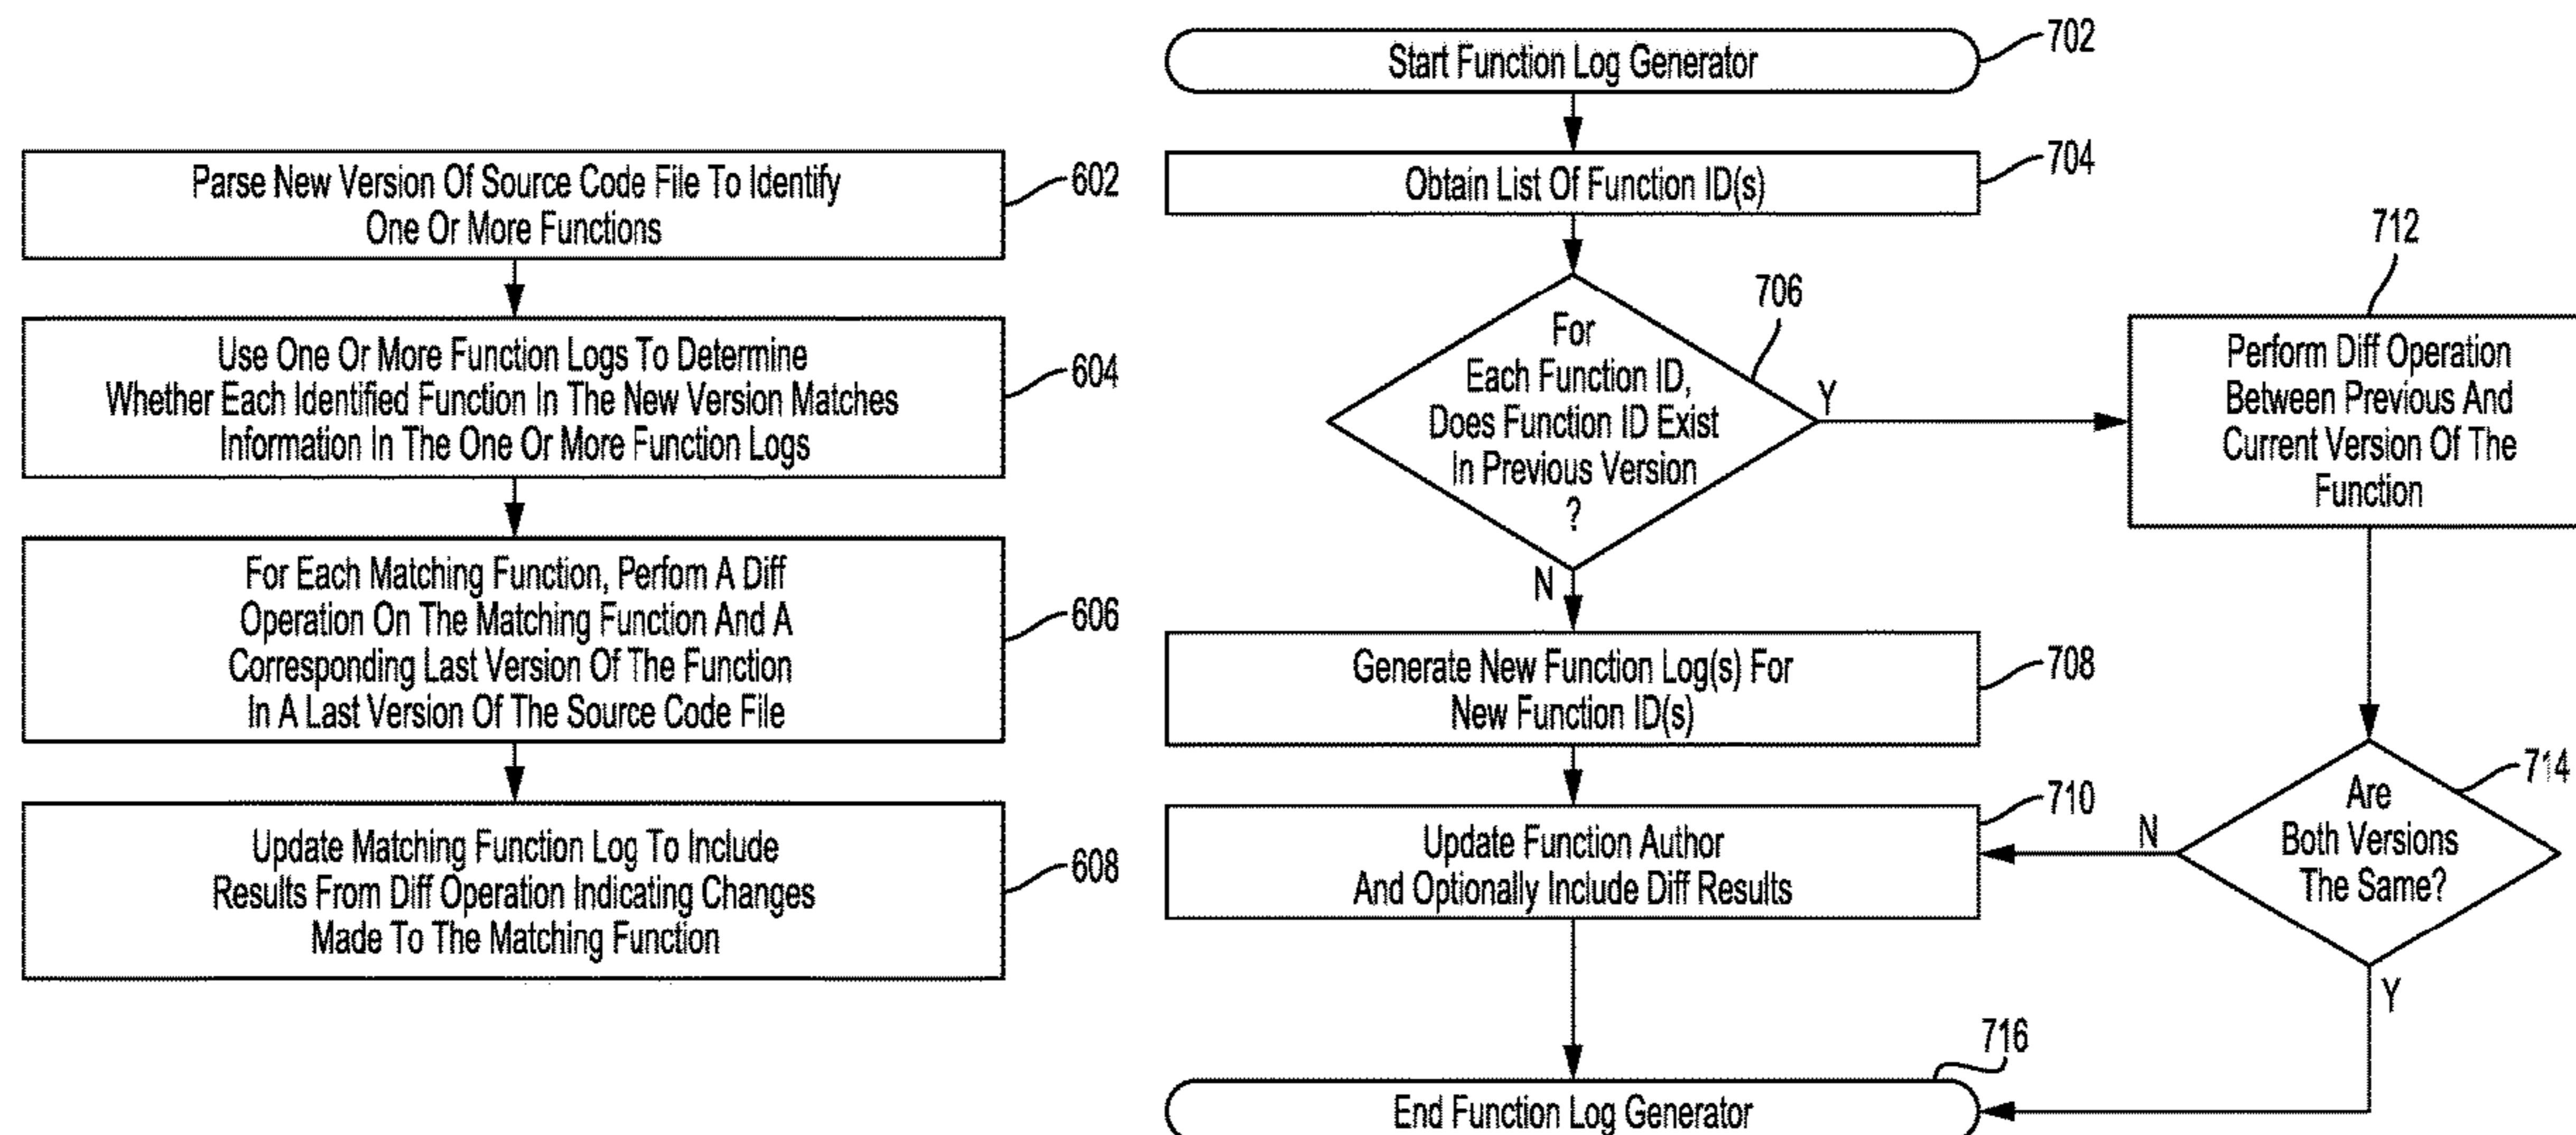 Parse New Version Of Source Code File To Identify
One Or More Functions
602
Use One Or More Function Logs To Determine
Whether Each Identified Function In The New Version Matches
Information In The One Or More Function Logs
604
For Each Matching Function, Perfom A Diff
Operation On The Matching Function And A
Corresponding Last Version Of The Function
In A Last Version Of The Source Code File
606
Update Matching Function Log To Include
Results From Diff Operation Indicating Changes
Made To The Matching Function
608
Start Function Log Generator
702
Obtain List Of Function ID(s)
704
For
Each Function ID,
Does Function ID Exist
In Previous Version
?
706
Y
N
Generate New Function Log(s) For
New Function ID(s)
708
Update Function Author
And Optionally Include Diff Results
710
712
Perform Diff Operation
Between Previous And
Current Version Of The
Function
Are
Both Versions
The Same?
714
N
Y
716
End Function Log Generator